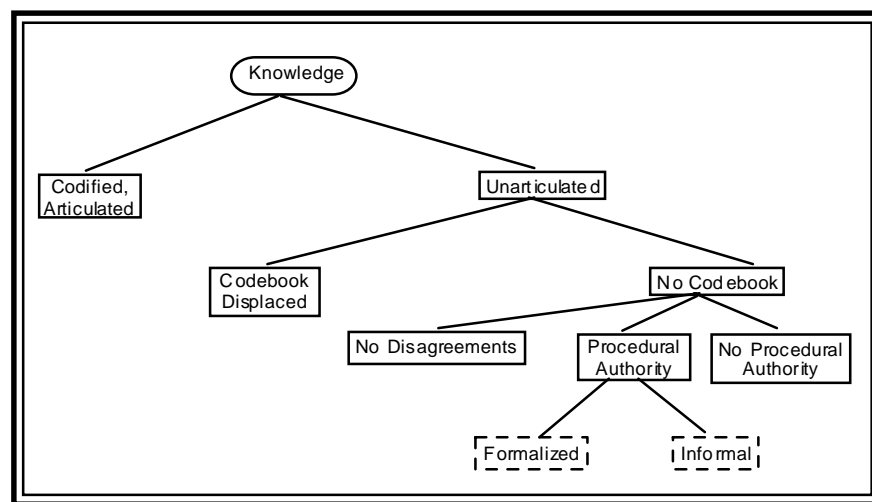 Knowledge
Codified,
Articulated
Unarticulated
Codebook
Displaced
No Codebook
No Disagreements
Procedural
Authority
No Procedural
Authority
Formalized
Informal